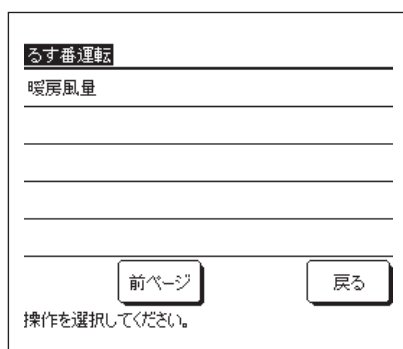 るす番運転
暖房風量
前ページ
戻る
操作を選択してください。